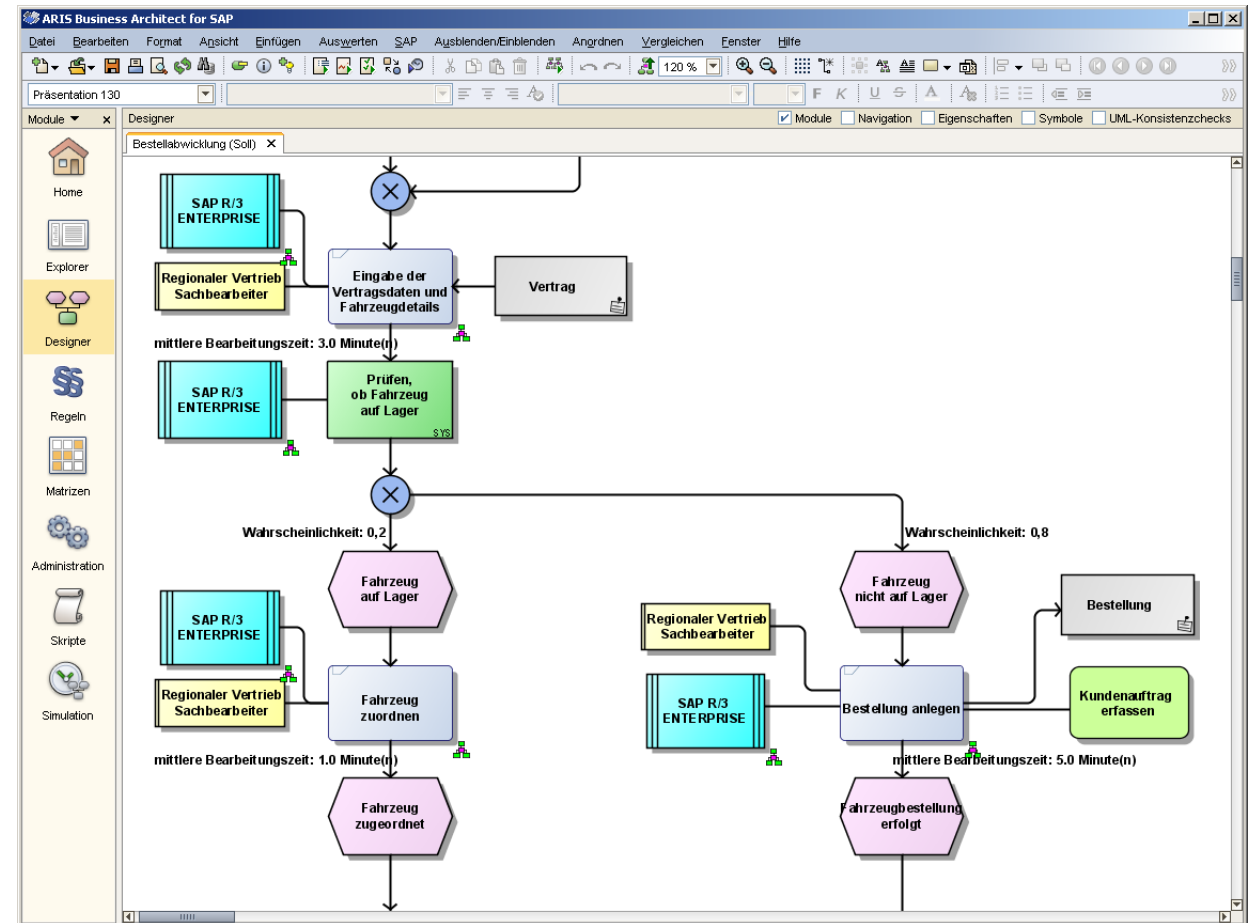 ARIS Business Architect for SAP
Datei Bearbeiten Format Ansicht Einfügen Auswerten SAP Ausblenden/Einblenden Anordnen Vergleichen Fenster Hilfe
120 %
Präsentation 130
F K U S A
Module x Designer Module Navigation Eigenschaften Symbole UML-Konsistenzchecks
Bestellabwicklung (Soll) X
Home
Explorer
Designer
Regeln
Matrizen
Administration
Skripte
Simulation
SAP R/3
ENTERPRISE
Regionaler Vertrieb
Sachbearbeiter
Eingabe der
Vertragsdaten und
Fahrzeugdetails
Vertrag
mittlere Bearbeitungszeit: 3.0 Minute(n)
SAP R/3
ENTERPRISE
Prüfen,
ob Fahrzeug
auf Lager
SYS
Wahrscheinlichkeit: 0,2
Wahrscheinlichkeit: 0,8
Fahrzeug
auf Lager
Fahrzeug
nicht auf Lager
Bestellung
SAP R/3
ENTERPRISE
Regionaler Vertrieb
Sachbearbeiter
Regionaler Vertrieb
Sachbearbeiter
Fahrzeug
zuordnen
SAP R/3
ENTERPRISE
Bestellung anlegen
Kundenauftrag
erfassen
mittlere Bearbeitungszeit: 1.0 Minute(n)
mittlere Bearbeitungszeit: 5.0 Minute(n)
Fahrzeug
zugeordnet
Fahrzeugbestellung
erfolgt